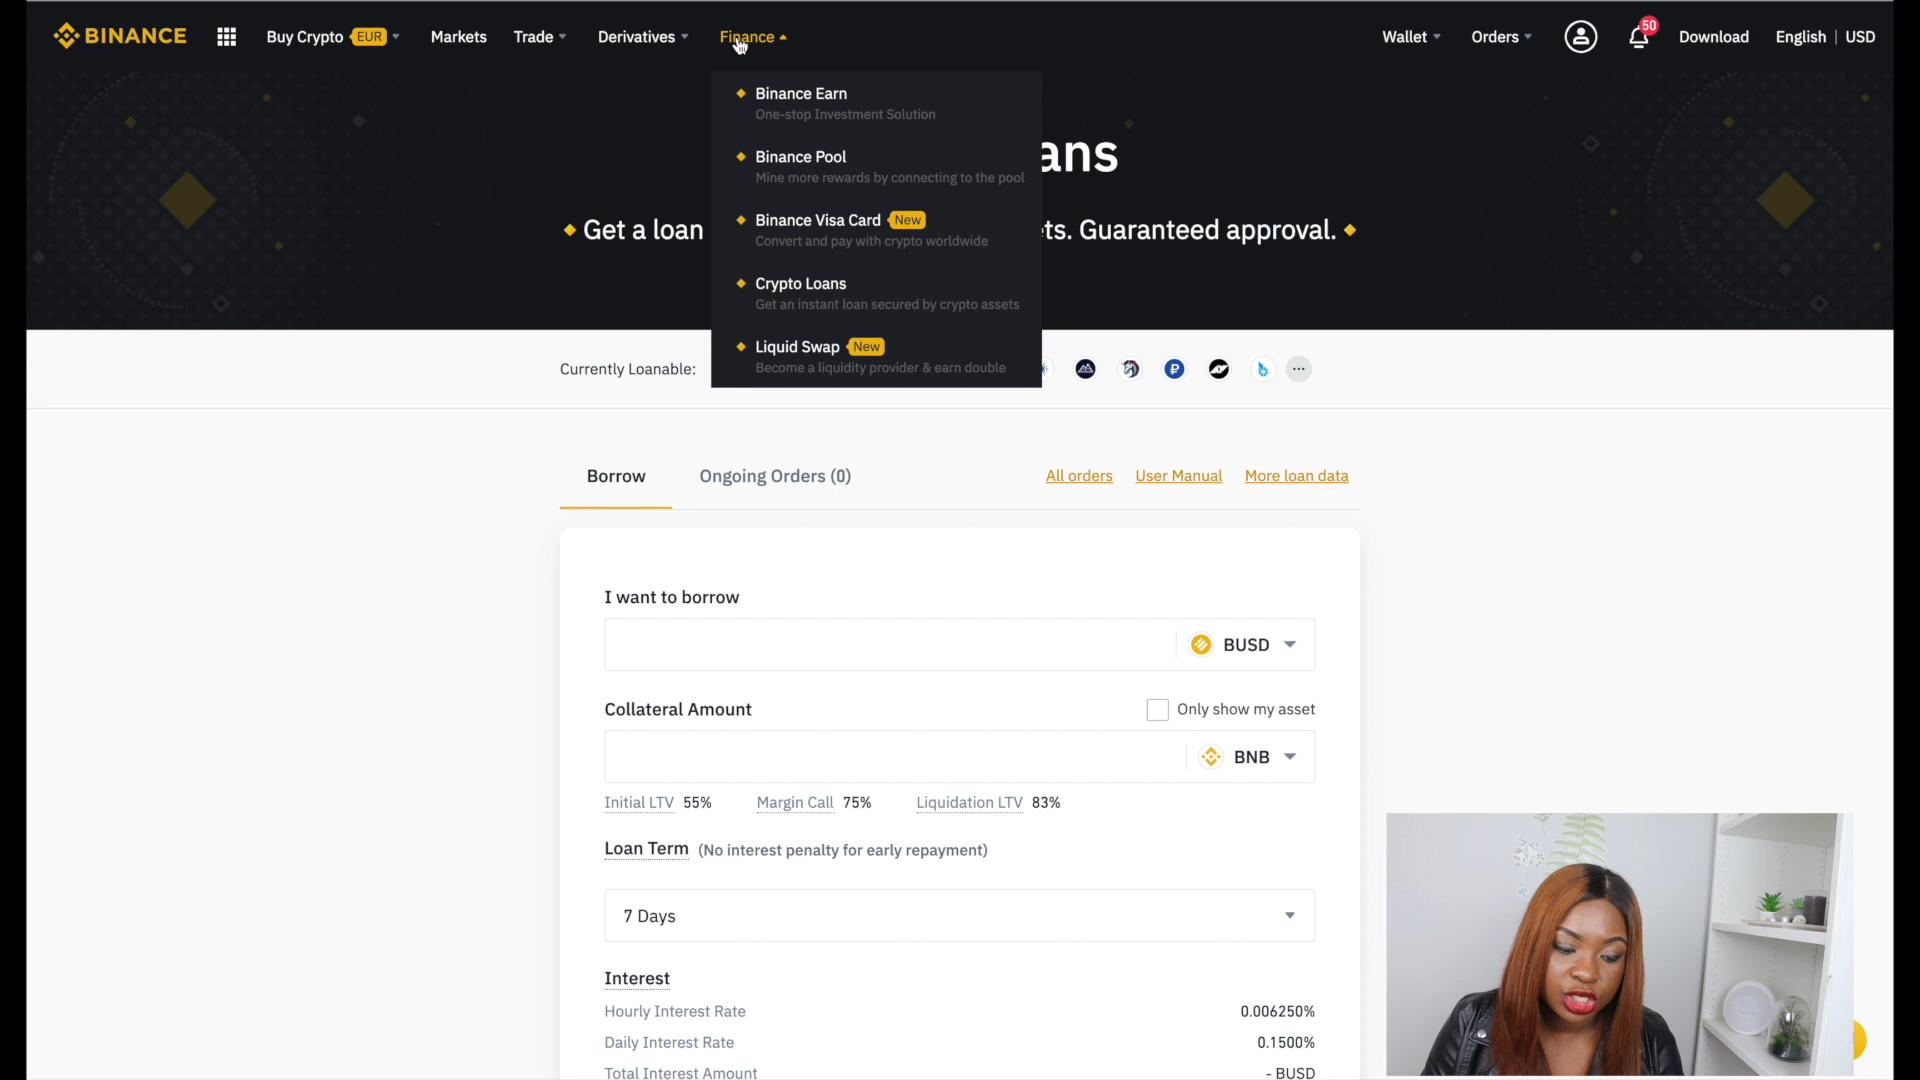 BINANCE
Buy Crypto EUR
Markets
Trade
Derivatives
Finance
Wallet
Orders
50
Download
English | USD
Binance Earn
One-stop Investment Solution
Binance Pool
Mine more rewards by connecting to the pool
Binance Visa Card New
Convert and pay with crypto worldwide
Crypto Loans
Get an instant loan secured by crypto assets
Liquid Swap New
Become a liquidity provider & earn double
ans
Get a loan
ts. Guaranteed approval.
Currently Loanable:
Borrow
Ongoing Orders (0)
All orders
User Manual
More loan data
I want to borrow
BUSD
Collateral Amount
Only show my asset
BNB
Initial LTV 55%
Margin Call 75%
Liquidation LTV 83%
Loan Term (No interest penalty for early repayment)
7 Days
Interest
Hourly Interest Rate 0.006250%
Daily Interest Rate 0.1500%
Total Interest Amount - BUSD